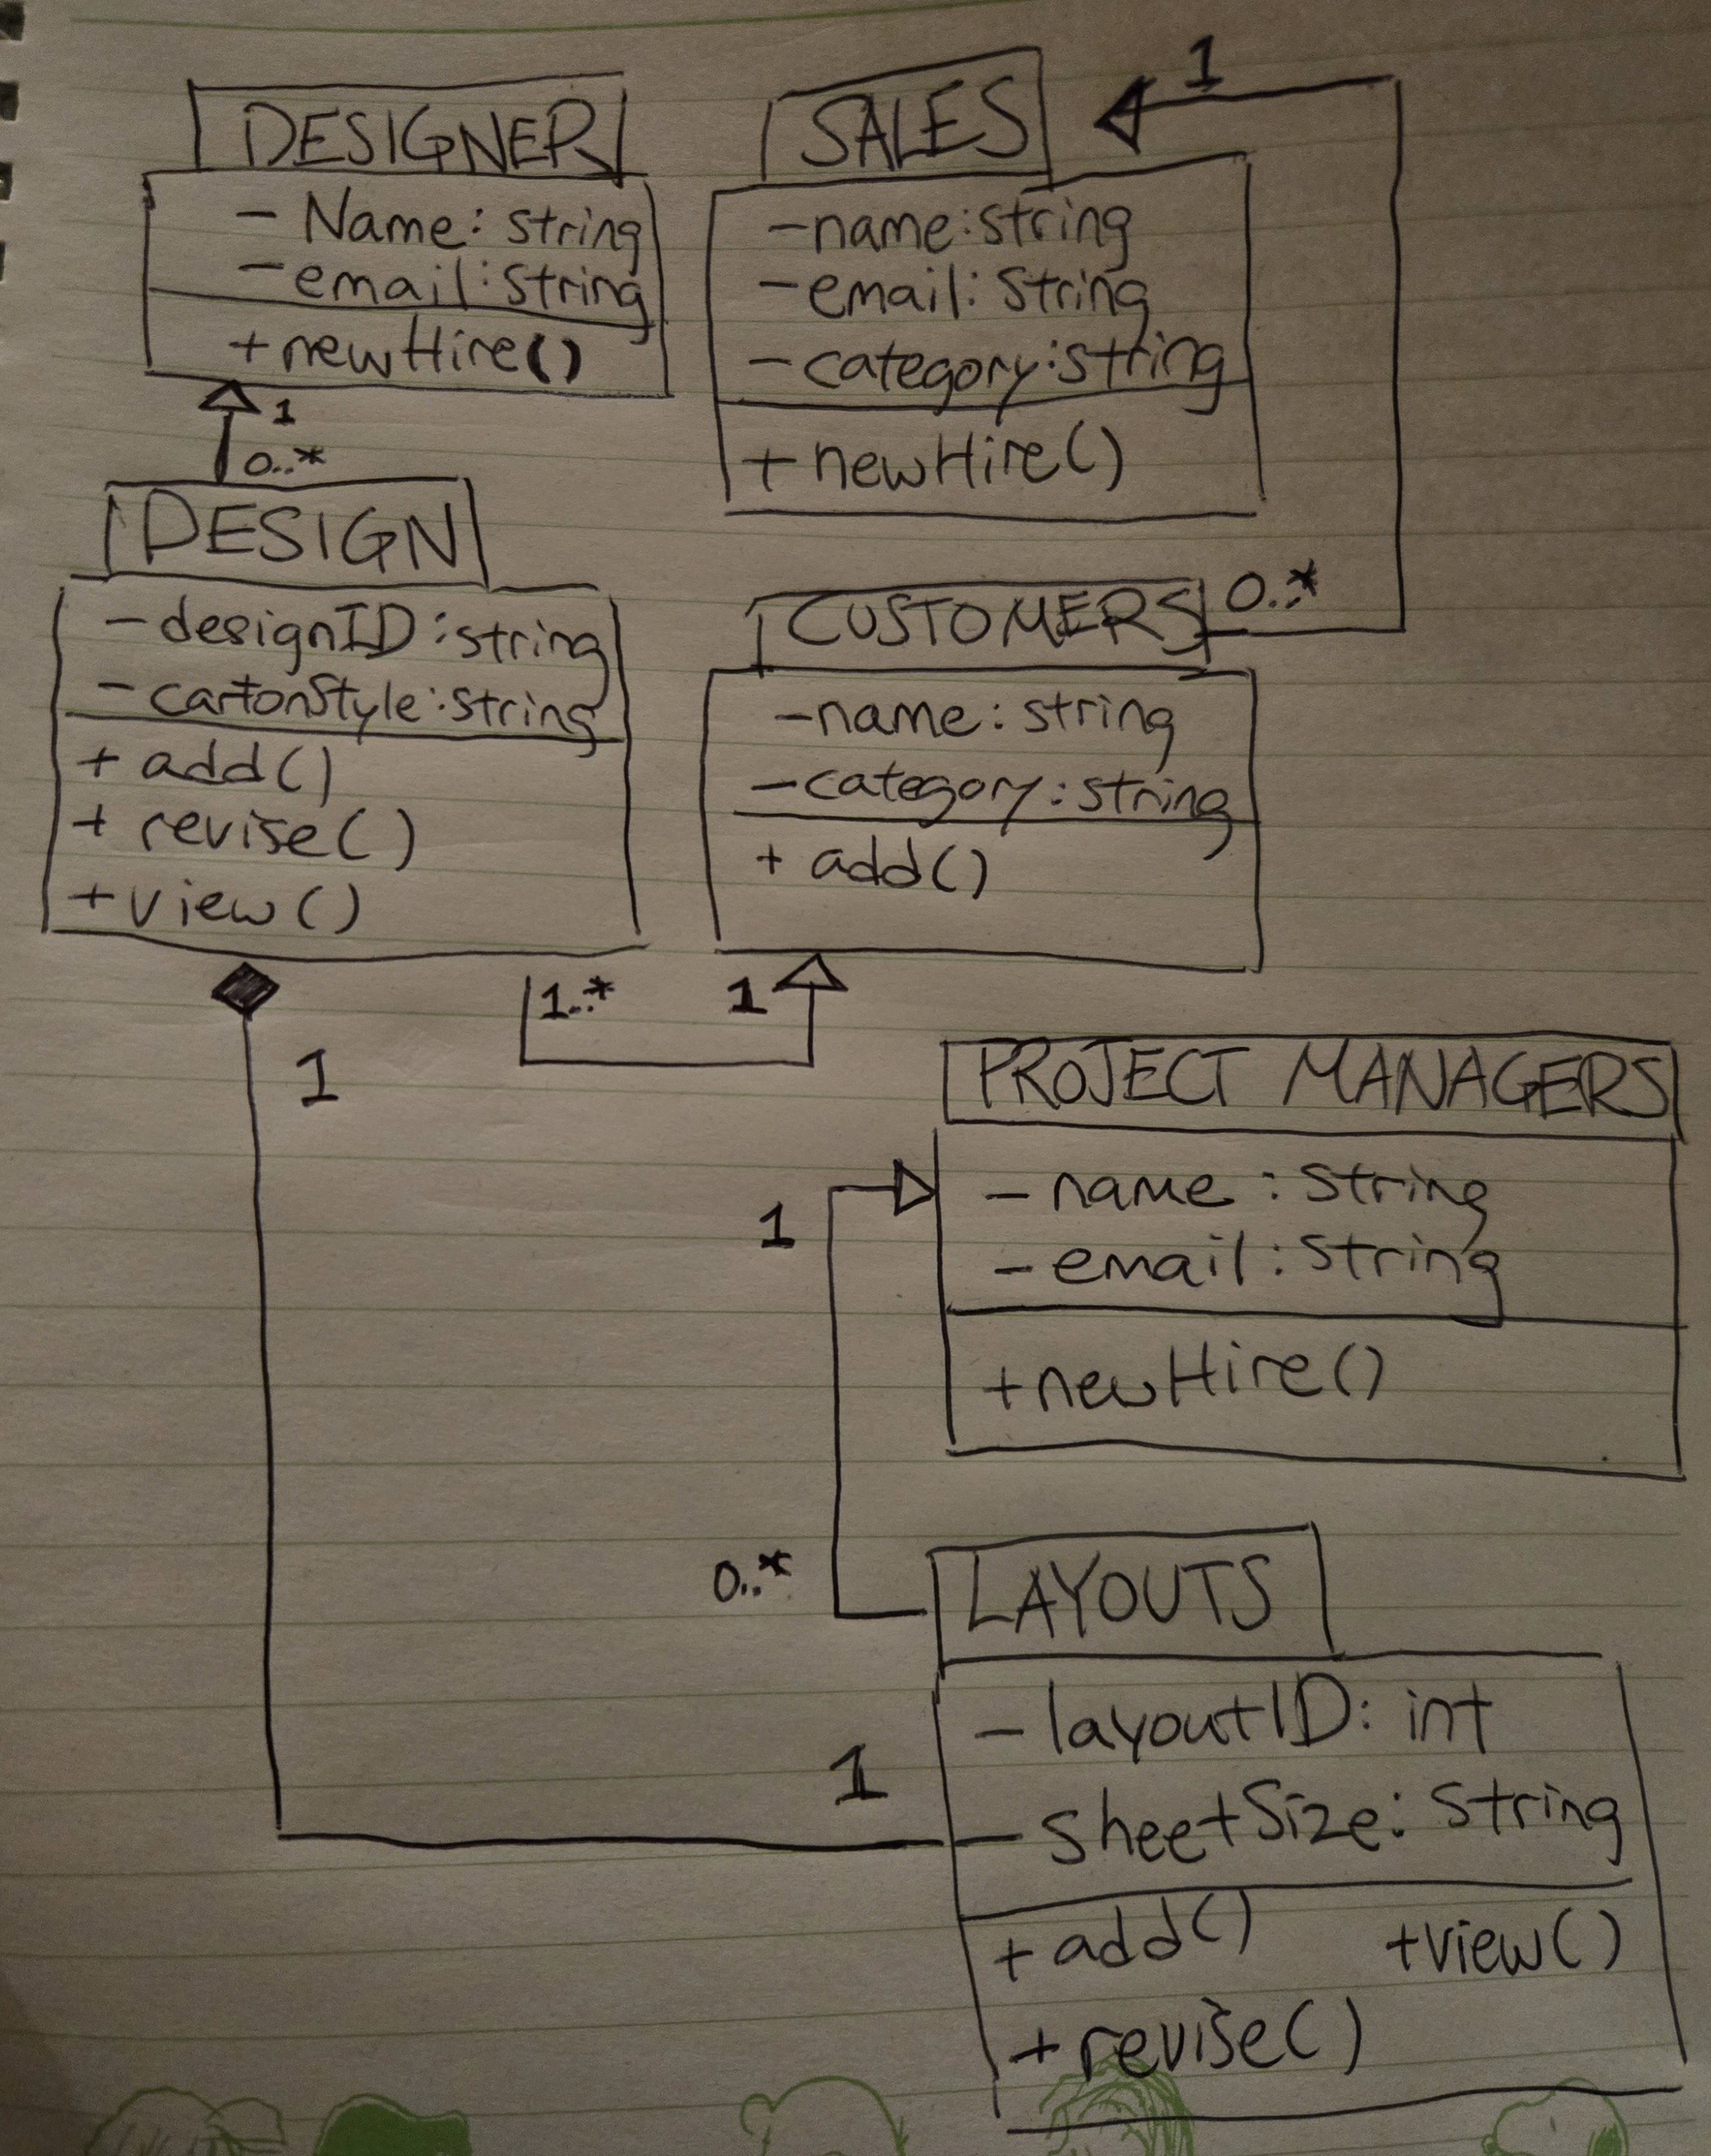 DESIGNER
- Name: string
- email: string
+ newHire()
1
0..*
SALES
1
- name: string
- email: string
- category: string
+ newHire()
DESIGN
- designID: string
- cartonStyle: string
+ add()
+ revise()
+ view()
1..*
1
CUSTOMERS
0..*
- name: string
- category: string
+ add()
1
PROJECT MANAGERS
- name: string
- email: string
+ newHire()
1
0..*
LAYOUTS
- layoutID: int
- sheetSize: string
+ add() + view()
+ revise()
1